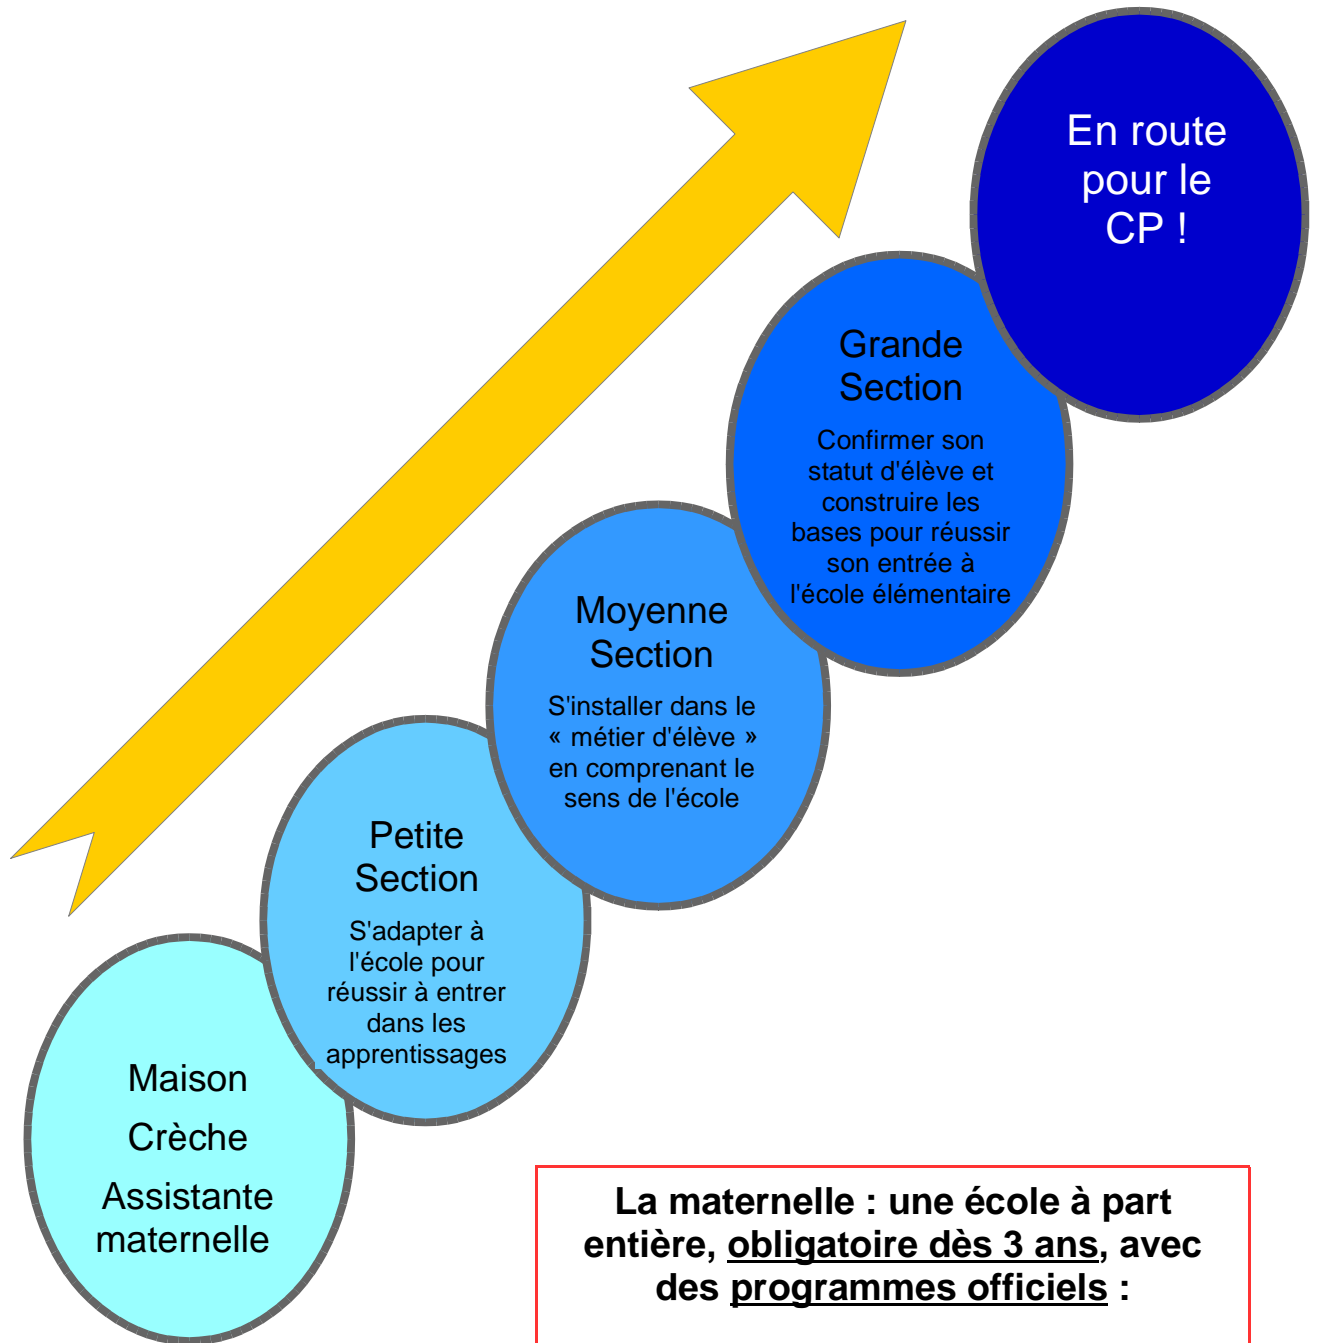 En route
pour le
CP !
Grande
Section
Confirmer son
statut d'élève et
construire les
bases pour réussir
son entrée à
l'école élémentaire
Moyenne
Section
S'installer dans le
« métier d'élève »
en comprenant le
sens de l'école
Petite
Section
S'adapter à
l'école pour
réussir à entrer
dans les
apprentissages
Maison
Crèche
Assistante
maternelle
La maternelle : une école à part
entière, obligatoire dès 3 ans, avec
des programmes officiels :